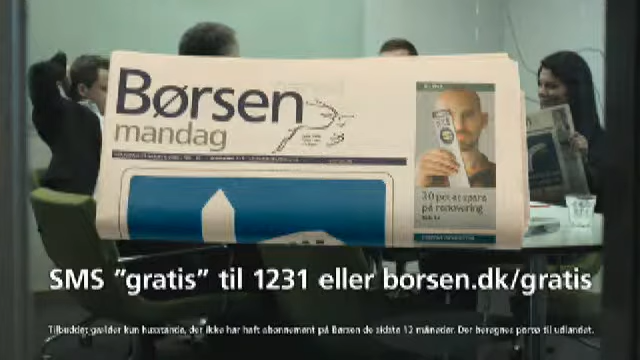 Børsen
mandag
30 pct at spare
på renovering
SMS "gratis" til 1231 eller borsen.dk/gratis
Tilbuddet gælder kun husstande, der ikke har haft abonnement på Børsen de sidste 12 måneder. Der beregnes porto til udlandet.